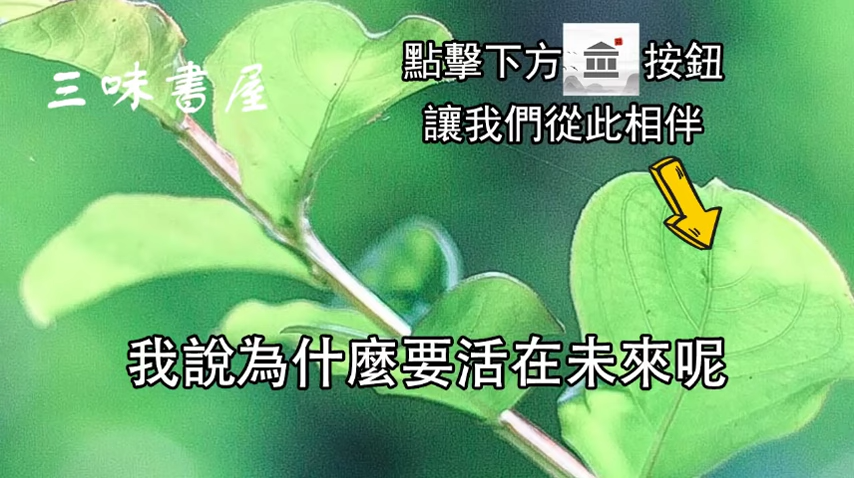 三味書屋
點擊下方按鈕
讓我們從此相伴
我說為什麼要活在未來呢